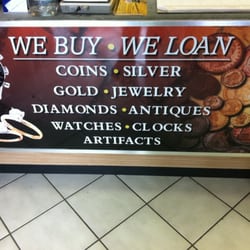 WE BUY • WE LOAN
COINS • SILVER
GOLD • JEWELRY
DIAMONDS • ANTIQUES
WATCHES • CLOCKS
ARTIFACTS